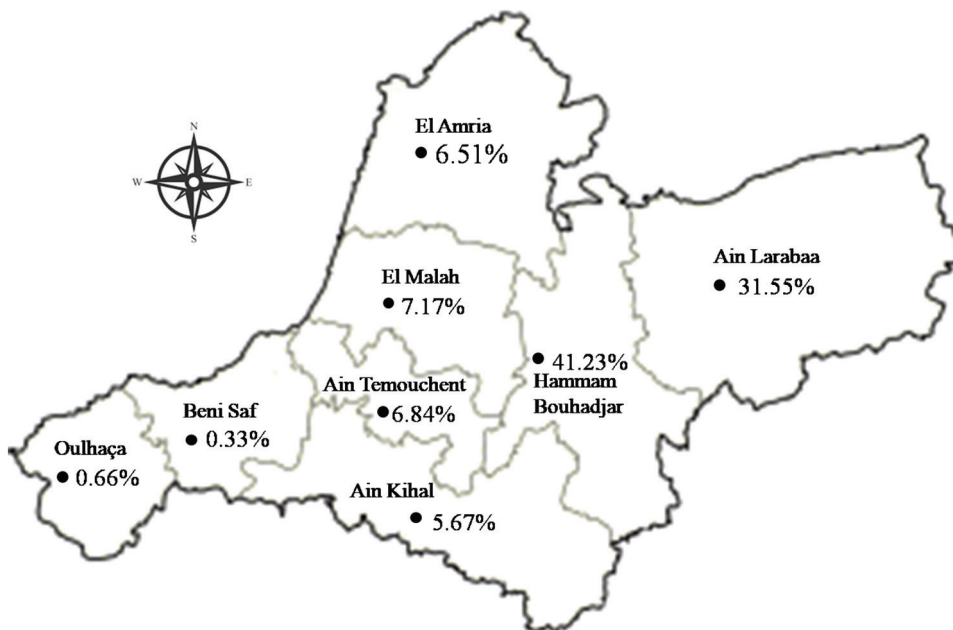 El Amria
6.51%
N
W
E
S
Ain Larabaa
31.55%
El Malah
7.17%
41.23%
Hammam
Bouhadjar
Ain Temouchent
6.84%
Beni Saf
0.33%
Oulhaça
0.66%
Ain Kihal
5.67%